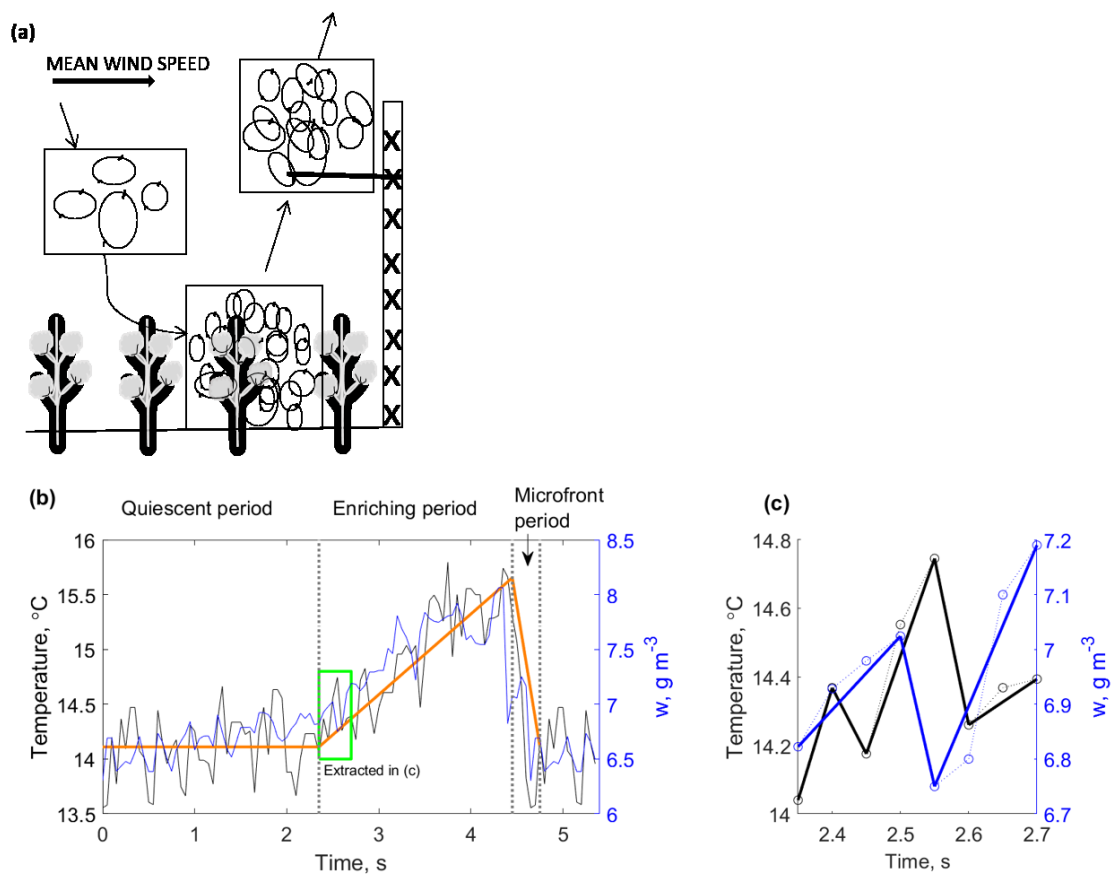 (a)
MEAN WIND SPEED
X
X
X
X
X
X
X
(b)
Quiescent period
Enriching period
Microfront
period
16
15.5
15
14.5
14
13.5
Temperature, °C
8.5
8
7.5
7
6.5
6
w, g m-3
Extracted in (c)
0 1 2 3 4 5
Time, s
(c)
14.8
14.6
14.4
14.2
14
Temperature, °C
7.2
7.1
7
6.9
6.8
6.7
w, g m-3
2.4 2.5 2.6 2.7
Time, s